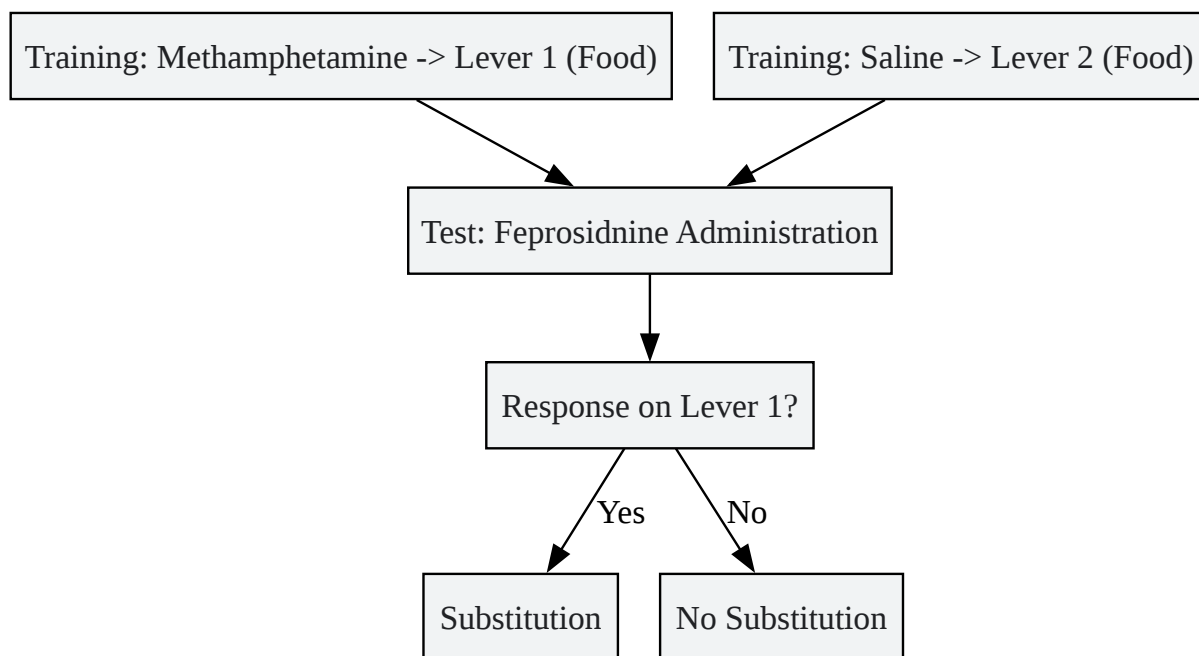 Training: Methamphetamine -> Lever 1 (Food)
Training: Saline -> Lever 2 (Food)
Test: Feprosidnine Administration
Response on Lever 1?
Yes
No
Substitution
No Substitution